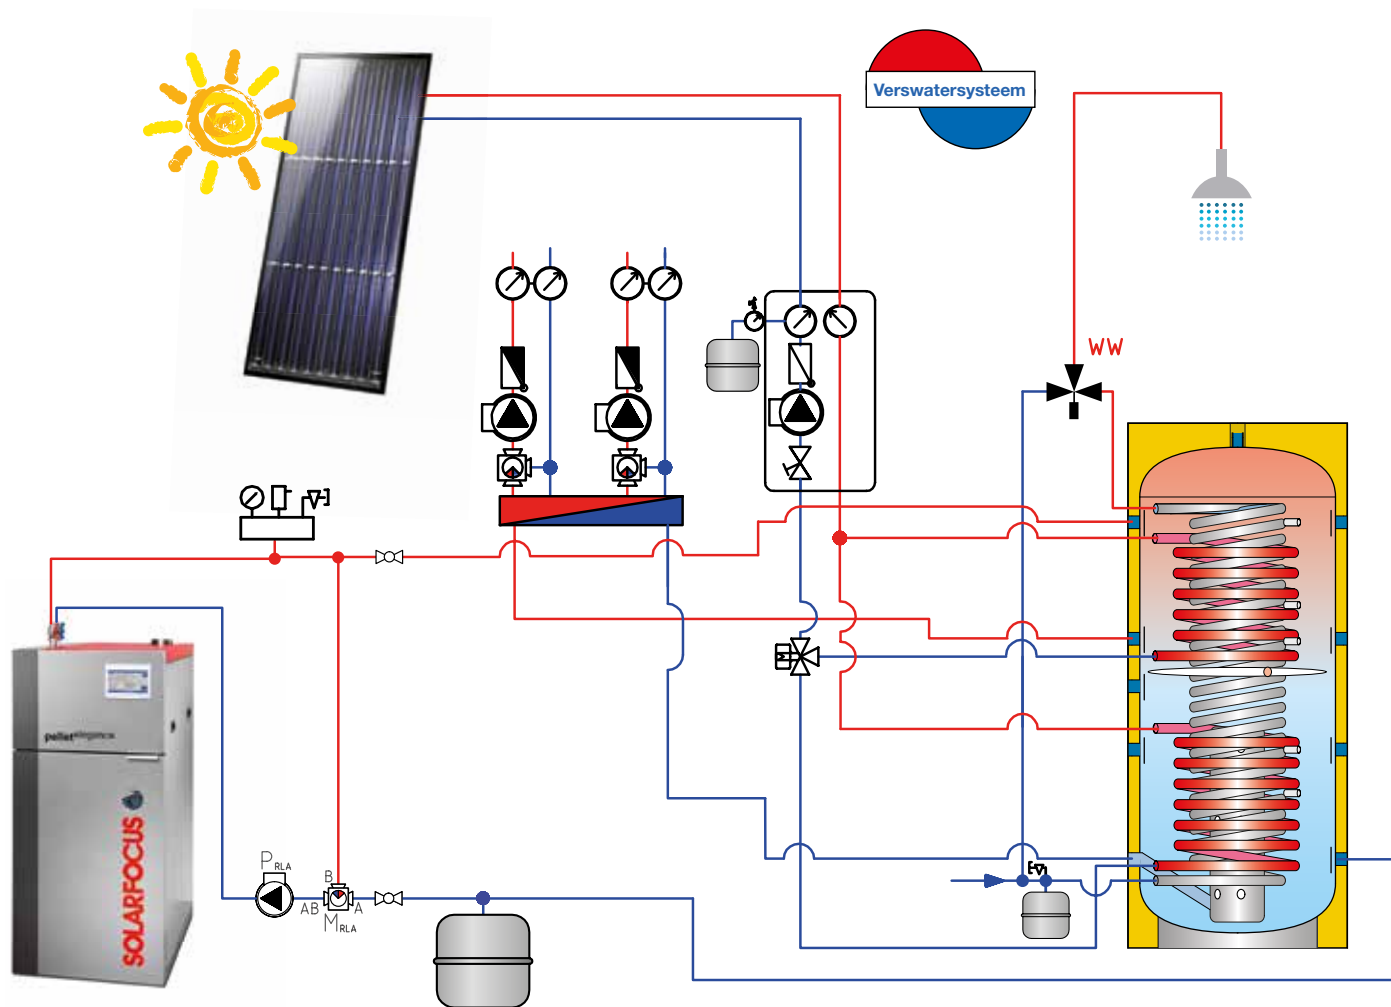 Verswatersysteem
WW
pelletelegance
SOLARFOCUS
P RLA
B
AB
A
M RLA
M